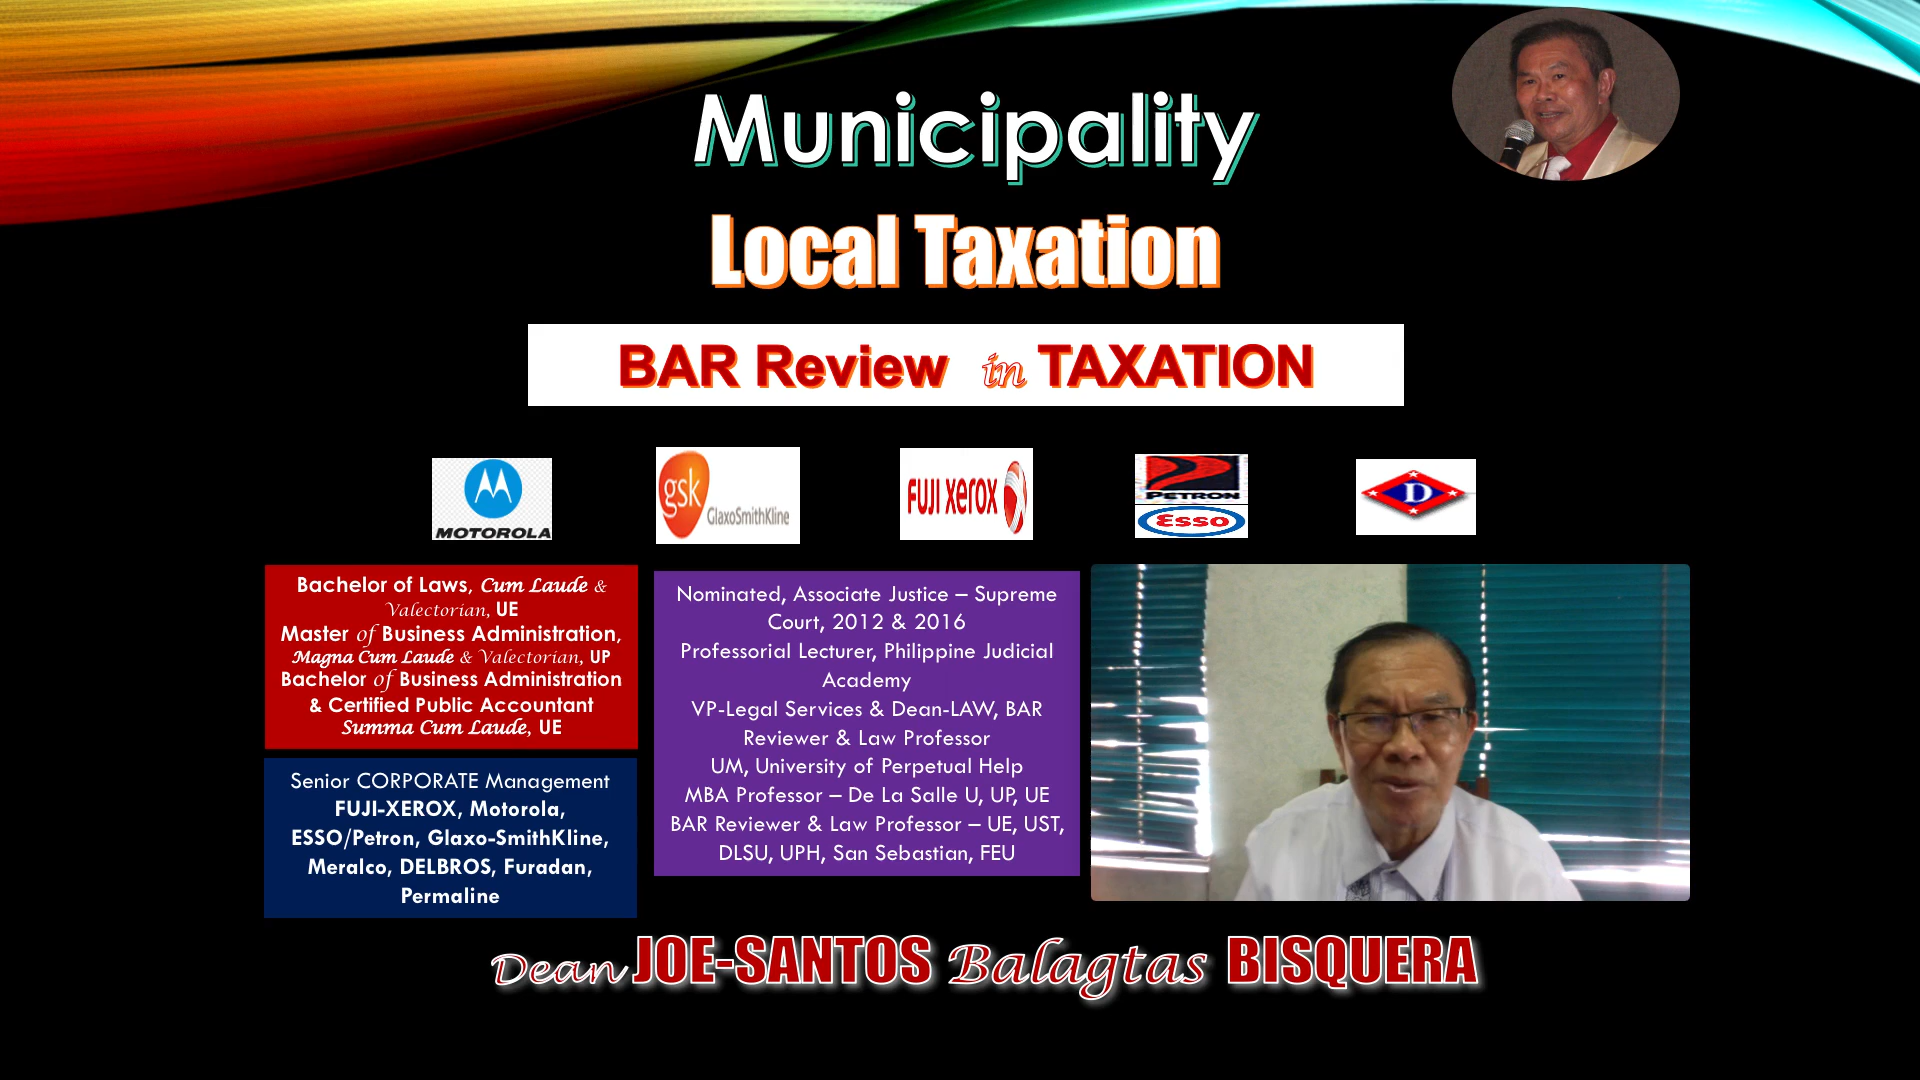 Municipality
Local Taxation
BAR Review in TAXATION
MOTOROLA
gsk
GlaxoSmithKline
FUJI XEROX
PETRON
Esso
D
Bachelor of Laws, Cum Laude &
Valectorian, UE
Master of Business Administration,
Magna Cum Laude & Valectorian, UP
Bachelor of Business Administration
& Certified Public Accountant
Summa Cum Laude, UE
Senior CORPORATE Management
FUJI-XEROX, Motorola,
ESSO/Petron, Glaxo-SmithKline,
Meralco, DELBROS, Furadan,
Permaline
Nominated, Associate Justice – Supreme
Court, 2012 & 2016
Professorial Lecturer, Philippine Judicial
Academy
VP-Legal Services & Dean-LAW, BAR
Reviewer & Law Professor
UM, University of Perpetual Help
MBA Professor – De La Salle U, UP, UE
BAR Reviewer & Law Professor – UE, UST,
DLSU, UPH, San Sebastian, FEU
Dean JOE-SANTOS Balagtas BISQUERA